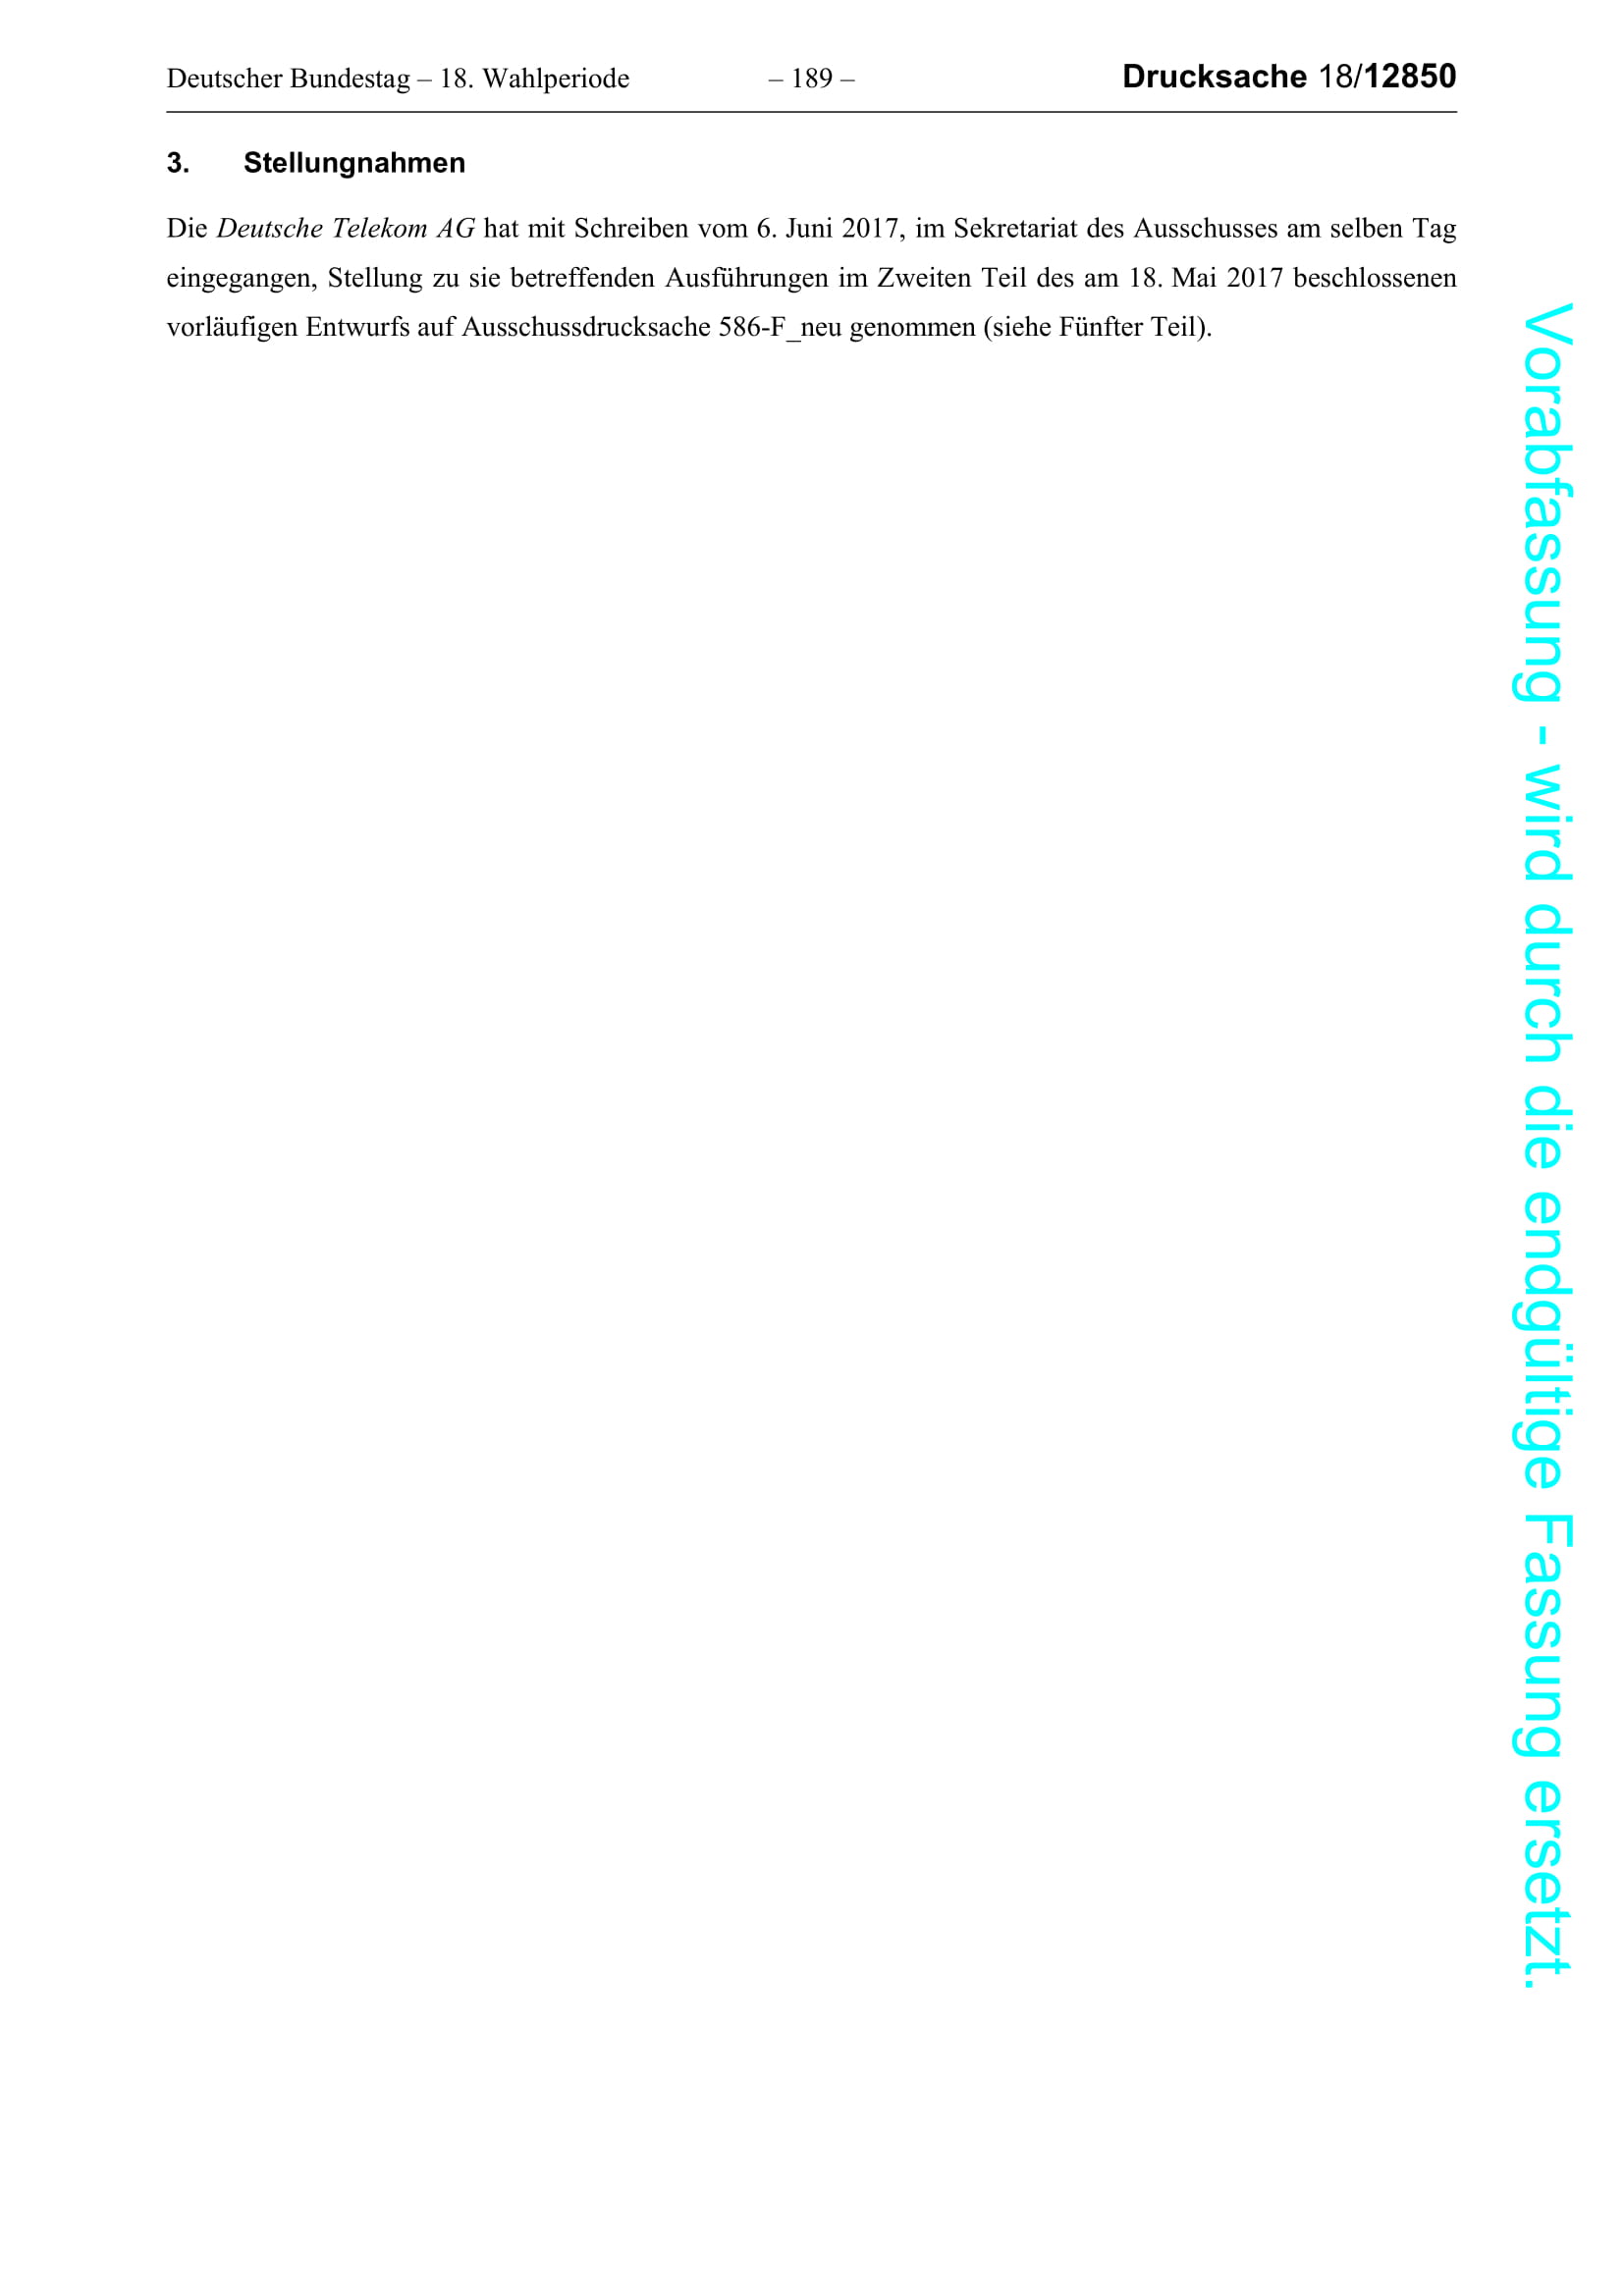 Deutscher Bundestag – 18. Wahlperiode – 189 – Drucksache 18/12850
3. Stellungnahmen
Die Deutsche Telekom AG hat mit Schreiben vom 6. Juni 2017, im Sekretariat des Ausschusses am selben Tag
eingegangen, Stellung zu sie betreffenden Ausführungen im Zweiten Teil des am 18. Mai 2017 beschlossenen
vorläufigen Entwurfs auf Ausschussdrucksache 586-F_neu genommen (siehe Fünfter Teil).
Vorabfassung - wird durch die endgültige Fassung ersetzt.